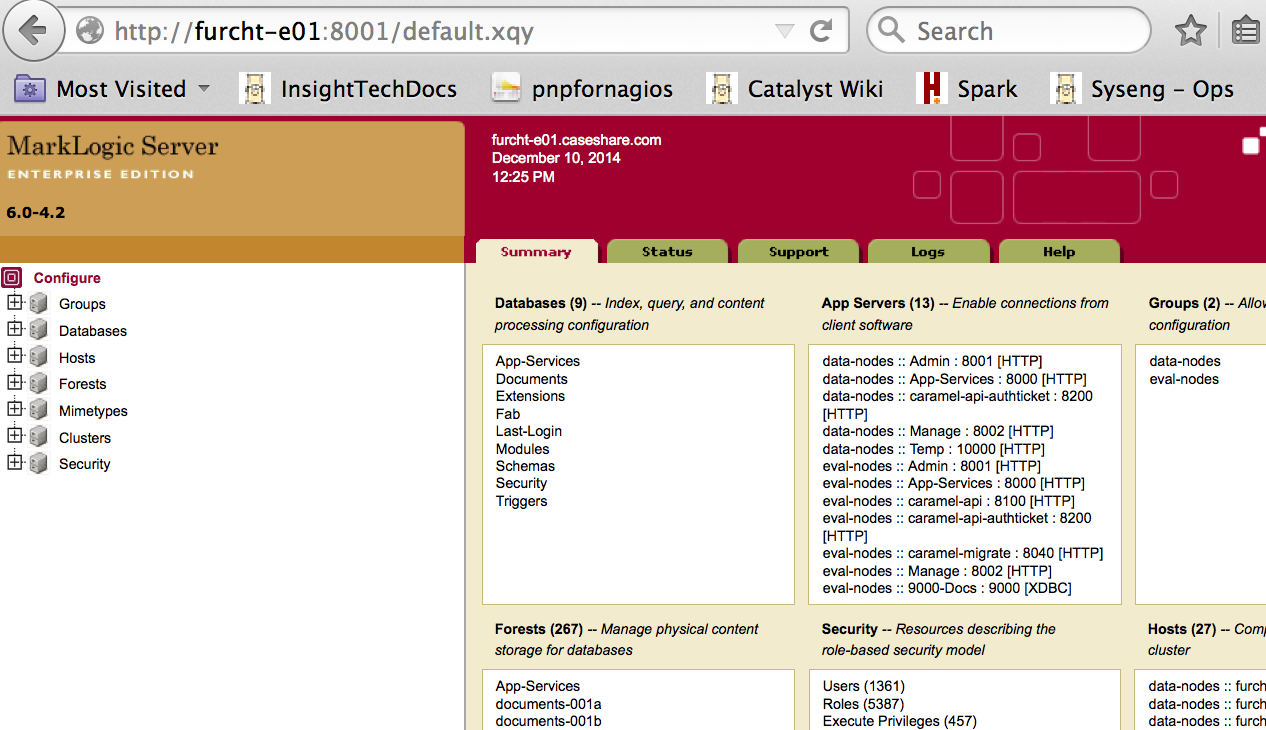 http://furcht-e01:8001/default.xqy
Search
Most Visited
InsightTechDocs
pnpfornagios
Catalyst Wiki
Spark
Syseng - Ops
MarkLogic Server
ENTERPRISE EDITION
6.0-4.2
furcht-e01.caseshare.com
December 10, 2014
12:25 PM
Summary
Status
Support
Logs
Help
Configure
Groups
Databases
Hosts
Forests
Mimetypes
Clusters
Security
Databases (9) -- Index, query, and content
processing configuration
App-Services
Documents
Extensions
Fab
Last-Login
Modules
Schemas
Security
Triggers
App Servers (13) -- Enable connections from
client software
data-nodes :: Admin : 8001 [HTTP]
data-nodes :: App-Services : 8000 [HTTP]
data-nodes :: caramel-api-authticket : 8200
[HTTP]
data-nodes :: Manage : 8002 [HTTP]
data-nodes :: Temp : 10000 [HTTP]
eval-nodes :: Admin : 8001 [HTTP]
eval-nodes :: App-Services : 8000 [HTTP]
eval-nodes :: caramel-api : 8100 [HTTP]
eval-nodes :: caramel-api-authticket : 8200
[HTTP]
eval-nodes :: caramel-migrate : 8040 [HTTP]
eval-nodes :: Manage : 8002 [HTTP]
eval-nodes :: 9000-Docs : 9000 [XDBC]
Groups (2) -- Allow
configuration
data-nodes
eval-nodes
Forests (267) -- Manage physical content
storage for databases
App-Services
documents-001a
documents-001b
Security -- Resources describing the
role-based security model
Users (1361)
Roles (5387)
Execute Privileges (457)
Hosts (27) -- Comp
cluster
data-nodes :: furch
data-nodes :: furch
data-nodes :: furch